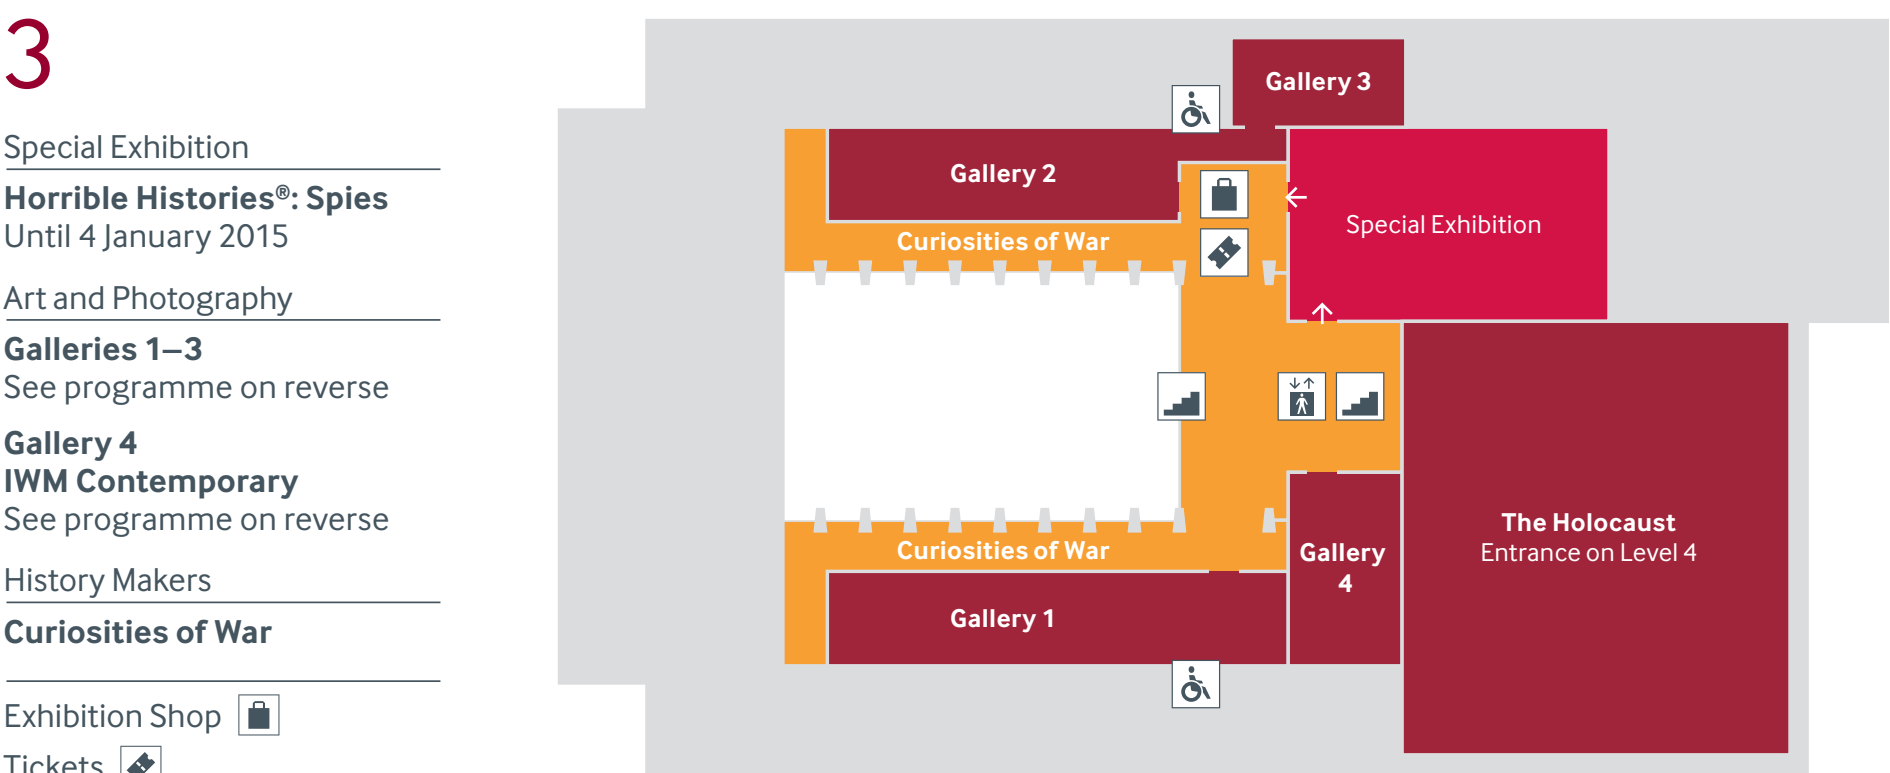 3
Special Exhibition
Horrible Histories®: Spies
Until 4 January 2015
Art and Photography
Galleries 1–3
See programme on reverse
Gallery 4
IWM Contemporary
See programme on reverse
History Makers
Curiosities of War
Exhibition Shop
Tickets
Gallery 3
Gallery 2
Special Exhibition
Curiosities of War
The Holocaust
Entrance on Level 4
Curiosities of War
Gallery
4
Gallery 1